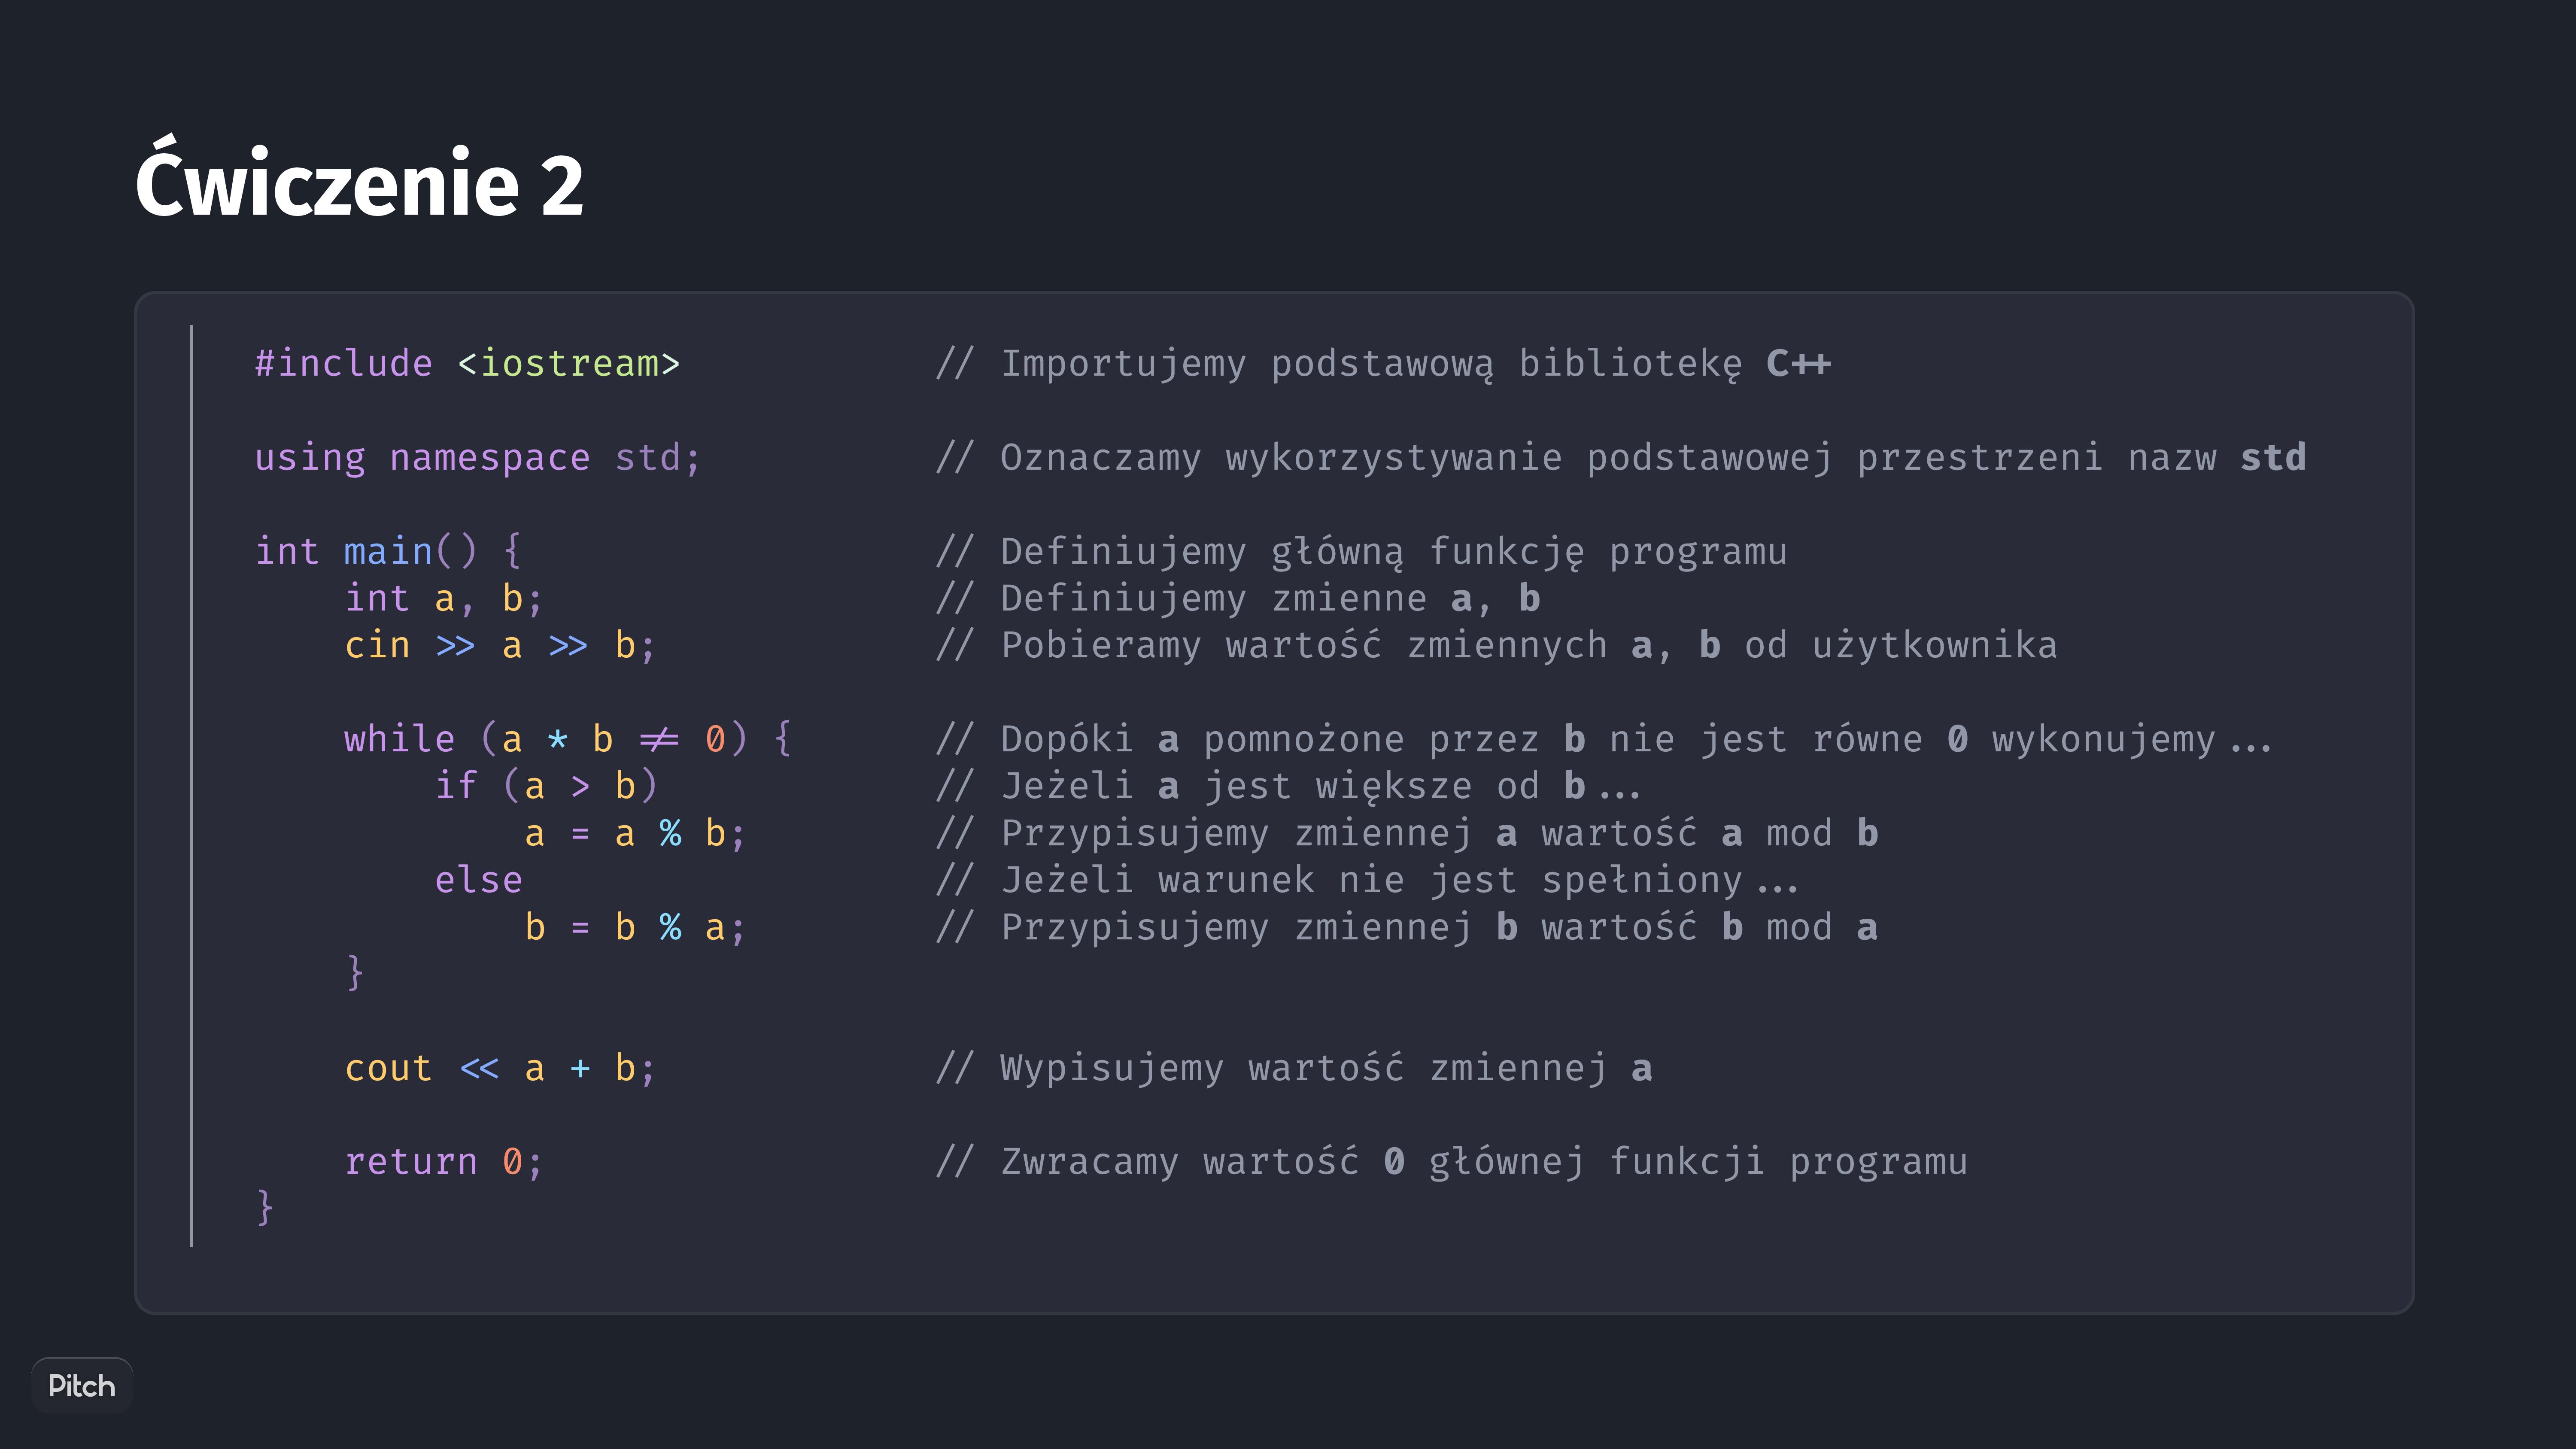 Ćwiczenie 2
#include <iostream> // Importujemy podstawową bibliotekę C++
using namespace std; // Oznaczamy wykorzystywanie podstawowej przestrzeni nazw std
int main() { // Definiujemy główną funkcję programu
int a, b; // Definiujemy zmienne a, b
cin >> a >> b; // Pobieramy wartość zmiennych a, b od użytkownika
while (a * b != 0) { // Dopóki a pomnożone przez b nie jest równe 0 wykonujemy...
if (a > b) // Jeżeli a jest większe od b...
a = a % b; // Przypisujemy zmiennej a wartość a mod b
else // Jeżeli warunek nie jest spełniony...
b = b % a; // Przypisujemy zmiennej b wartość b mod a
}
cout << a + b; // Wypisujemy wartość zmiennej a
return 0; // Zwracamy wartość 0 głównej funkcji programu
}
Pitch